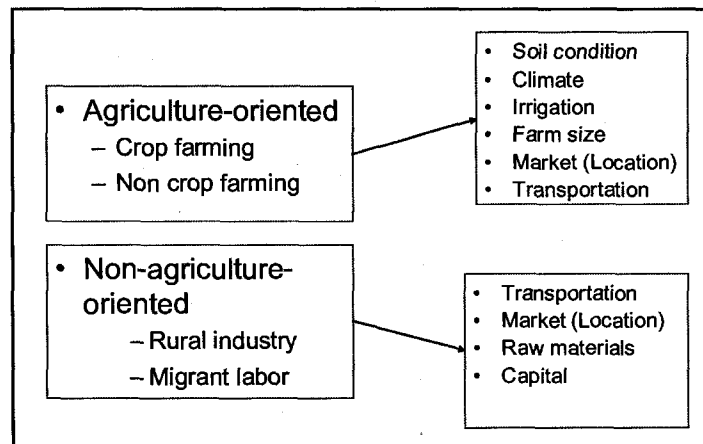 • Agriculture-oriented
– Crop farming
– Non crop farming
• Soil condition
• Climate
• Irrigation
• Farm size
• Market (Location)
• Transportation
• Non-agriculture-
oriented
– Rural industry
– Migrant labor
• Transportation
• Market (Location)
• Raw materials
• Capital